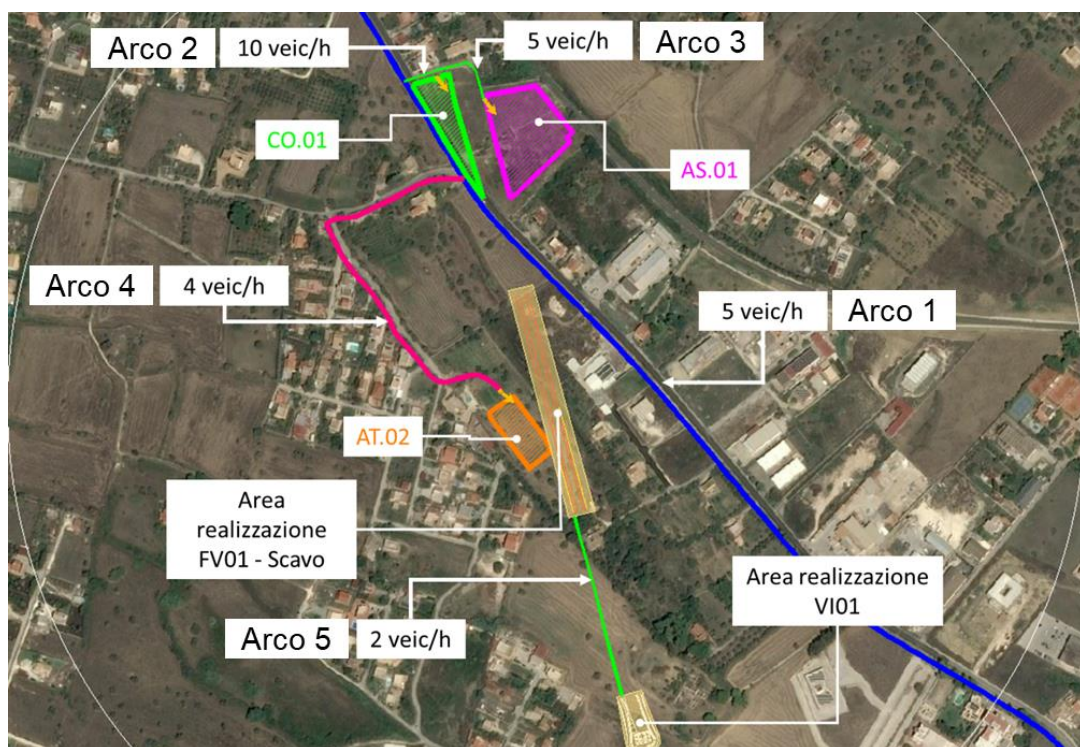 Arco 2
10 veic/h
5 veic/h
Arco 3
CO.01
AS.01
Arco 4
4 veic/h
5 veic/h
Arco 1
AT.02
Area
realizzazione
FV01 - Scavo
Area realizzazione
VI01
Arco 5
2 veic/h